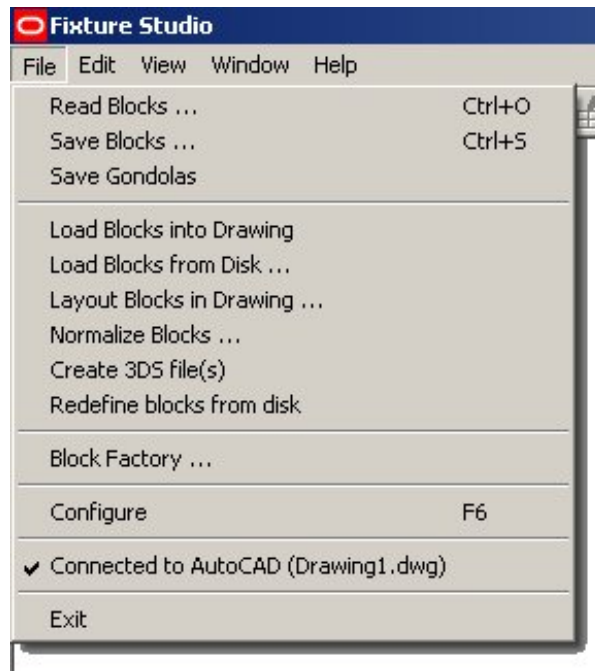 Fixture Studio
File Edit View Window Help
Read Blocks ... Ctrl+O
Save Blocks ... Ctrl+S
Save Gondolas
Load Blocks into Drawing
Load Blocks from Disk ...
Layout Blocks in Drawing ...
Normalize Blocks ...
Create 3DS file(s)
Redefine blocks from disk
Block Factory ...
Configure F6
Connected to AutoCAD (Drawing1.dwg)
Exit